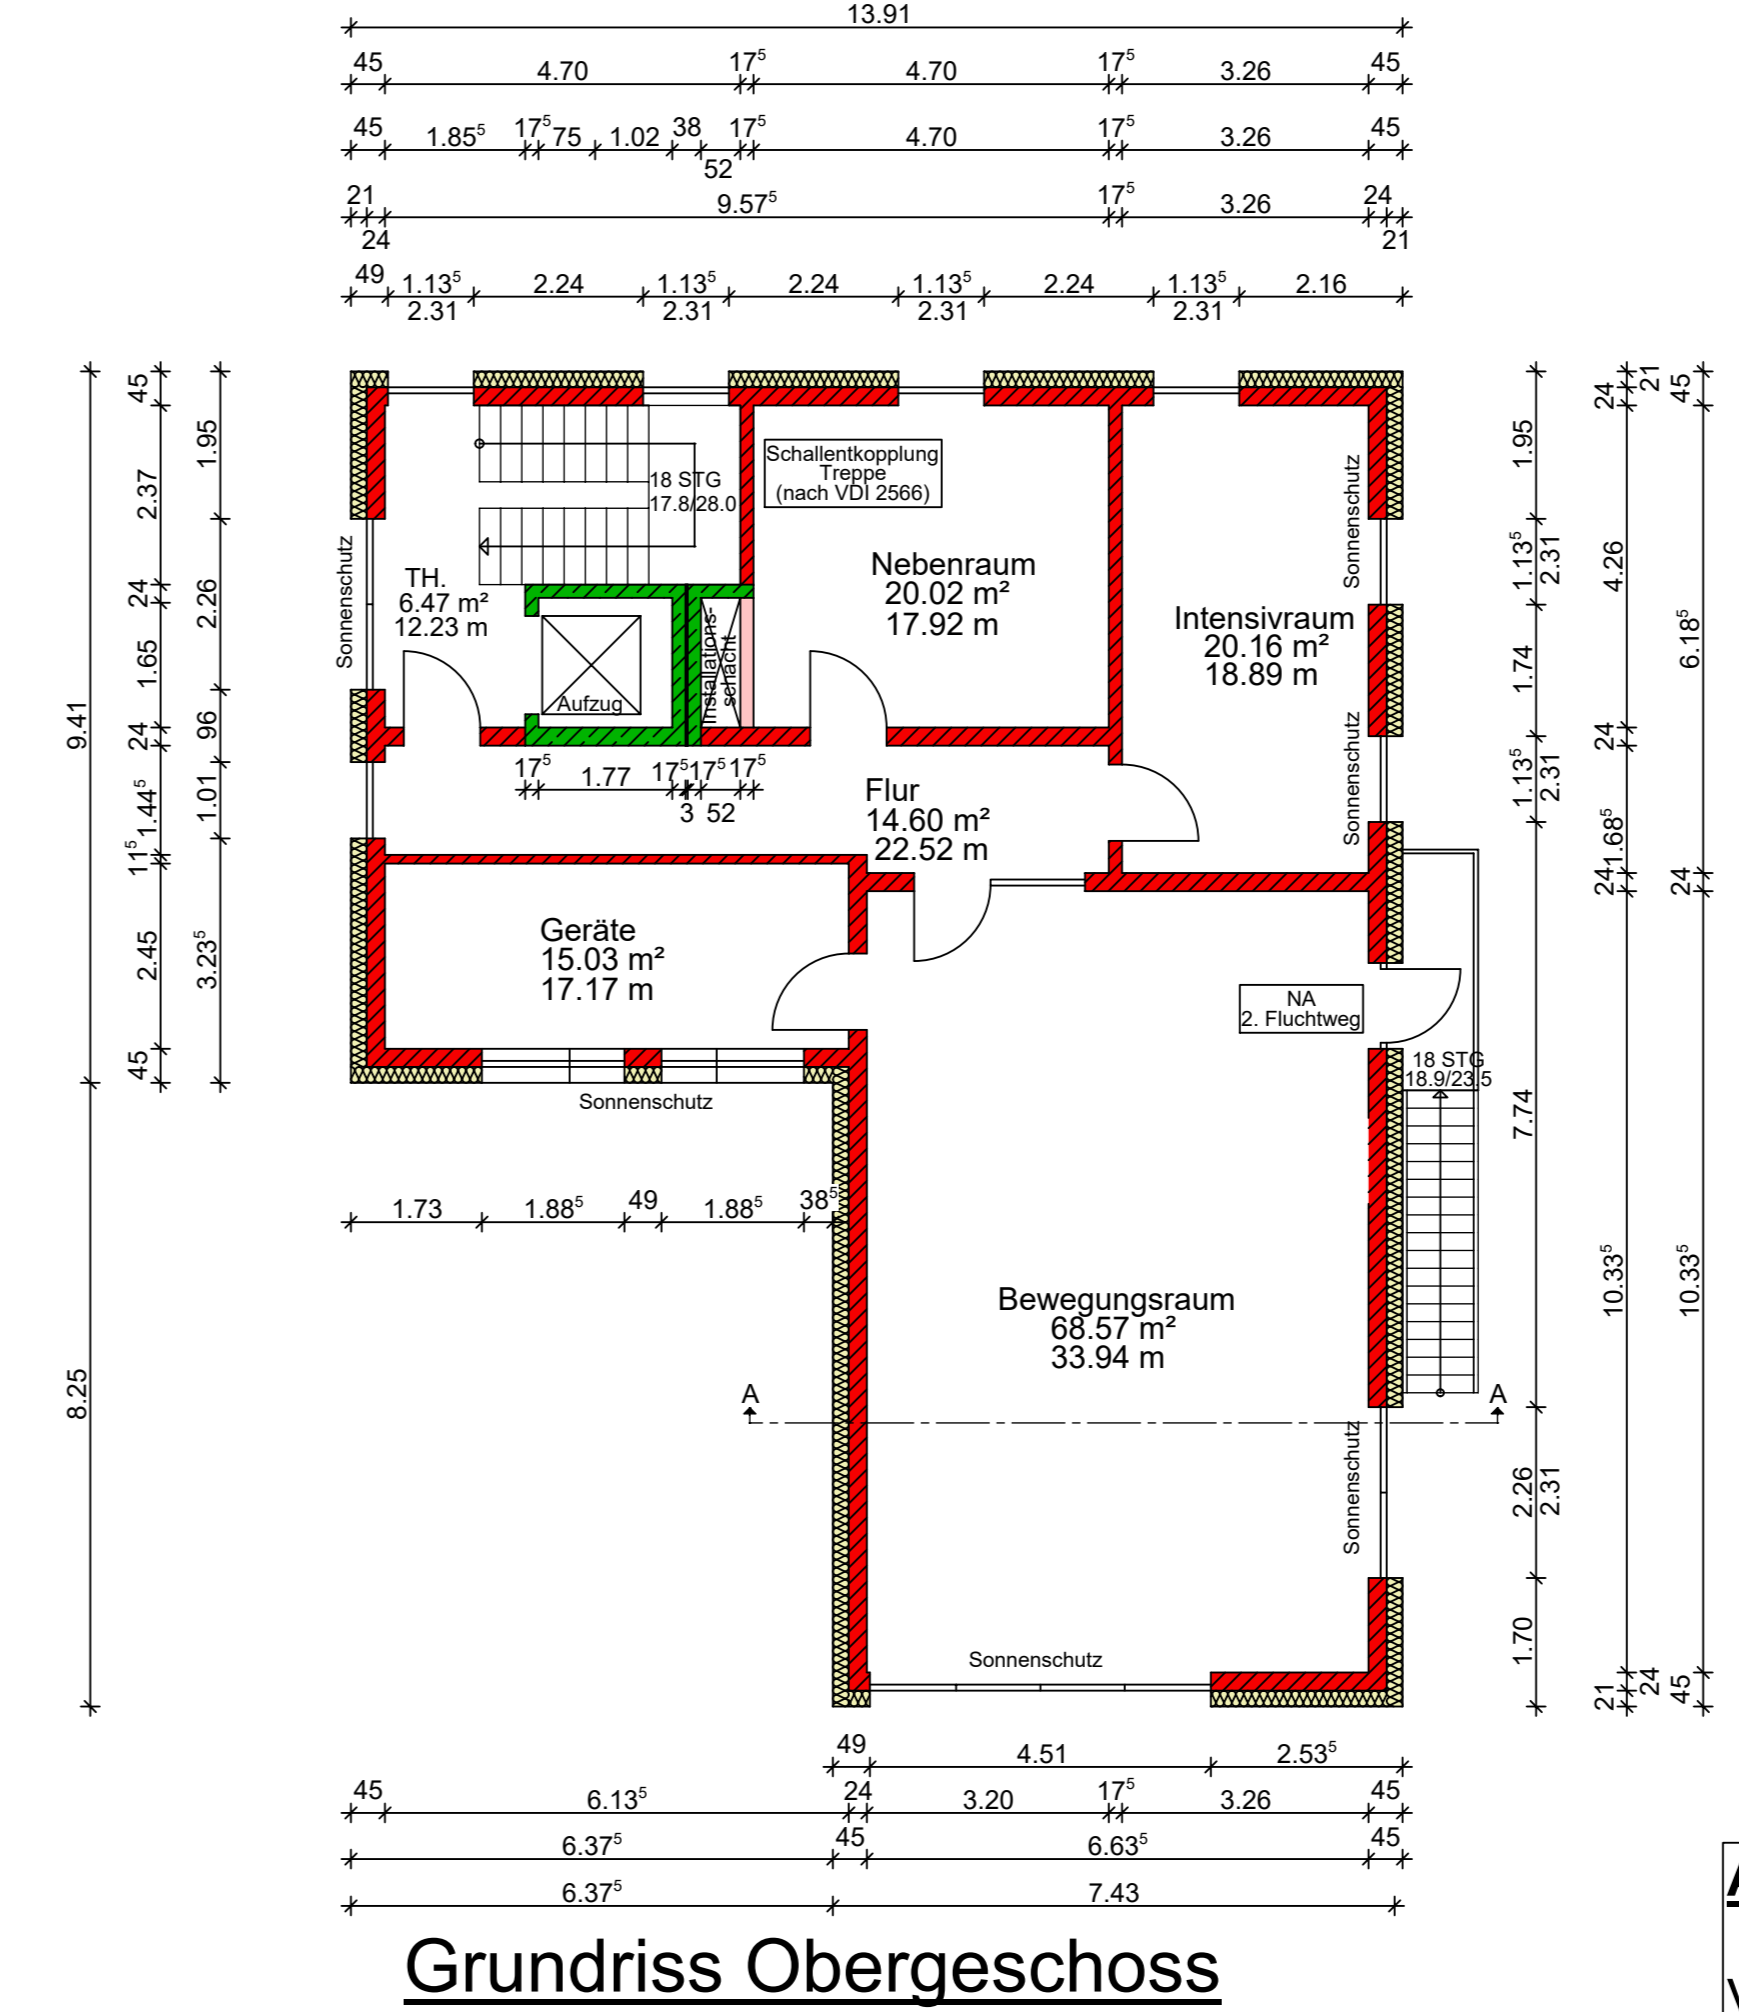 13.91
45 4.70 17⁵ 4.70 17⁵ 3.26 45
45 1.85⁵ 17⁵ 75 1.02 38 17⁵ 4.70 17⁵ 3.26 45
52
21 9.57⁵ 17⁵ 3.26 24
24 21
49 1.13⁵ 2.24 1.13⁵ 2.24 1.13⁵ 2.24 1.13⁵ 2.16
2.31 2.31 2.31 2.31
9.41
8.25
45
2.37
24
1.65
24
1.44⁵
11⁵
2.45
45
1.95
2.26
96
1.01
3.23⁵
Sonnenschutz
18 STG
17.8/28.0
TH.
6.47 m²
12.23 m
Aufzug
Installations-
schacht
Schallentkopplung
Treppe
(nach VDI 2566)
Nebenraum
20.02 m²
17.92 m
Intensivraum
20.16 m²
18.89 m
Sonnenschutz
Sonnenschutz
17⁵ 1.77 17⁵ 17⁵ 17⁵
3 52
Flur
14.60 m²
22.52 m
Geräte
15.03 m²
17.17 m
Sonnenschutz
1.73 1.88⁵ 49 1.88⁵ 38⁵
NA
2. Fluchtweg
18 STG
18.9/23.5
Bewegungsraum
68.57 m²
33.94 m
A A
Sonnenschutz
Sonnenschutz
1.95
1.13⁵
2.31
1.74
1.13⁵
2.31
7.74
2.26
2.31
1.70
24
21
4.26
24
1.68⁵
24
10.33⁵
21
24
45
6.18⁵
24
10.33⁵
45
49 4.51 2.53⁵
45 6.13⁵ 24 3.20 17⁵ 3.26 45
6.37⁵ 45 6.63⁵ 45
6.37⁵ 7.43
Grundriss Obergeschoss